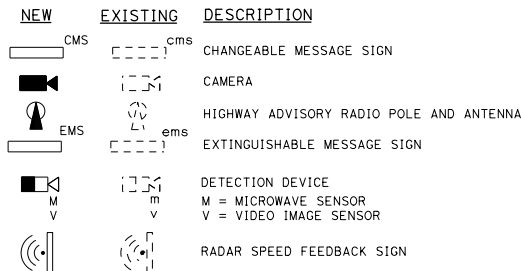 NEW EXISTING DESCRIPTION
CMS cms CHANGEABLE MESSAGE SIGN
CAMERA
HIGHWAY ADVISORY RADIO POLE AND ANTENNA
EMS ems EXTINGUISHABLE MESSAGE SIGN
DETECTION DEVICE
M m M = MICROWAVE SENSOR
V v V = VIDEO IMAGE SENSOR
RADAR SPEED FEEDBACK SIGN